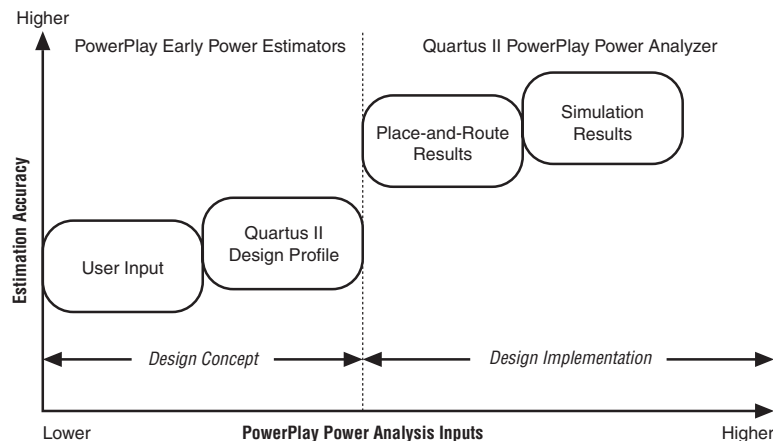 Higher
PowerPlay Early Power Estimators
Quartus II PowerPlay Power Analyzer
Estimation Accuracy
User Input
Quartus II
Design Profile
Place-and-Route
Results
Simulation
Results
Design Concept
Design Implementation
Lower
PowerPlay Power Analysis Inputs
Higher